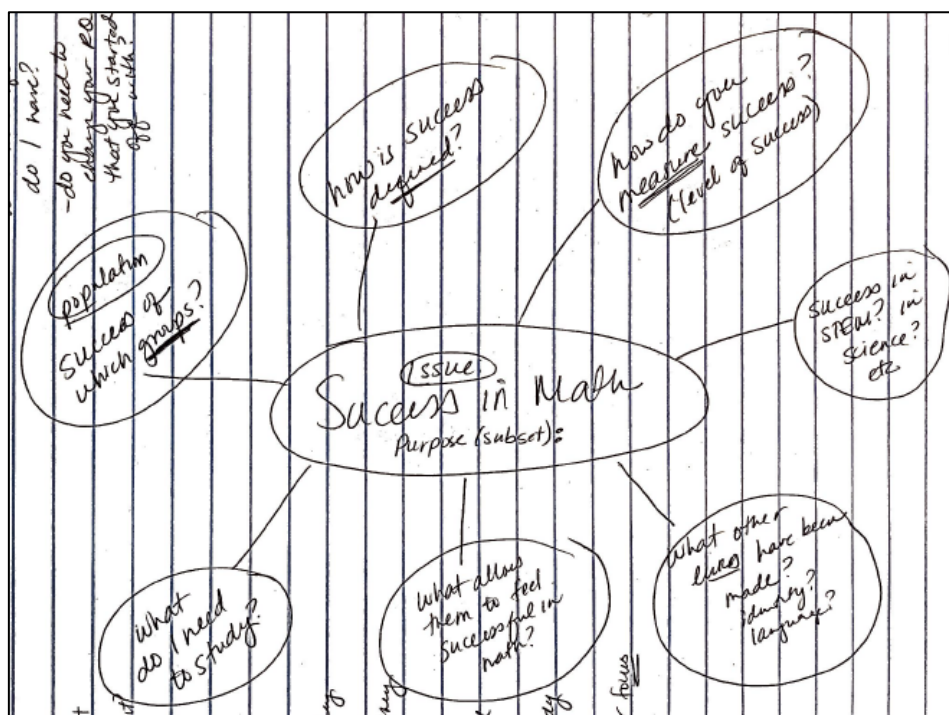 do I have?
-do you need to
change your RQ
that you started
off with?
how is success
defined?
how do you
measure success?
(level of success)
population
success of
which groups?
success in
STEM? in
science?
etc
issue:
Success in Math
Purpose (subset):
what
do I need
to study?
what allows
them to feel
successful in
math?
what other
links have been
made?
identity?
language?
focus